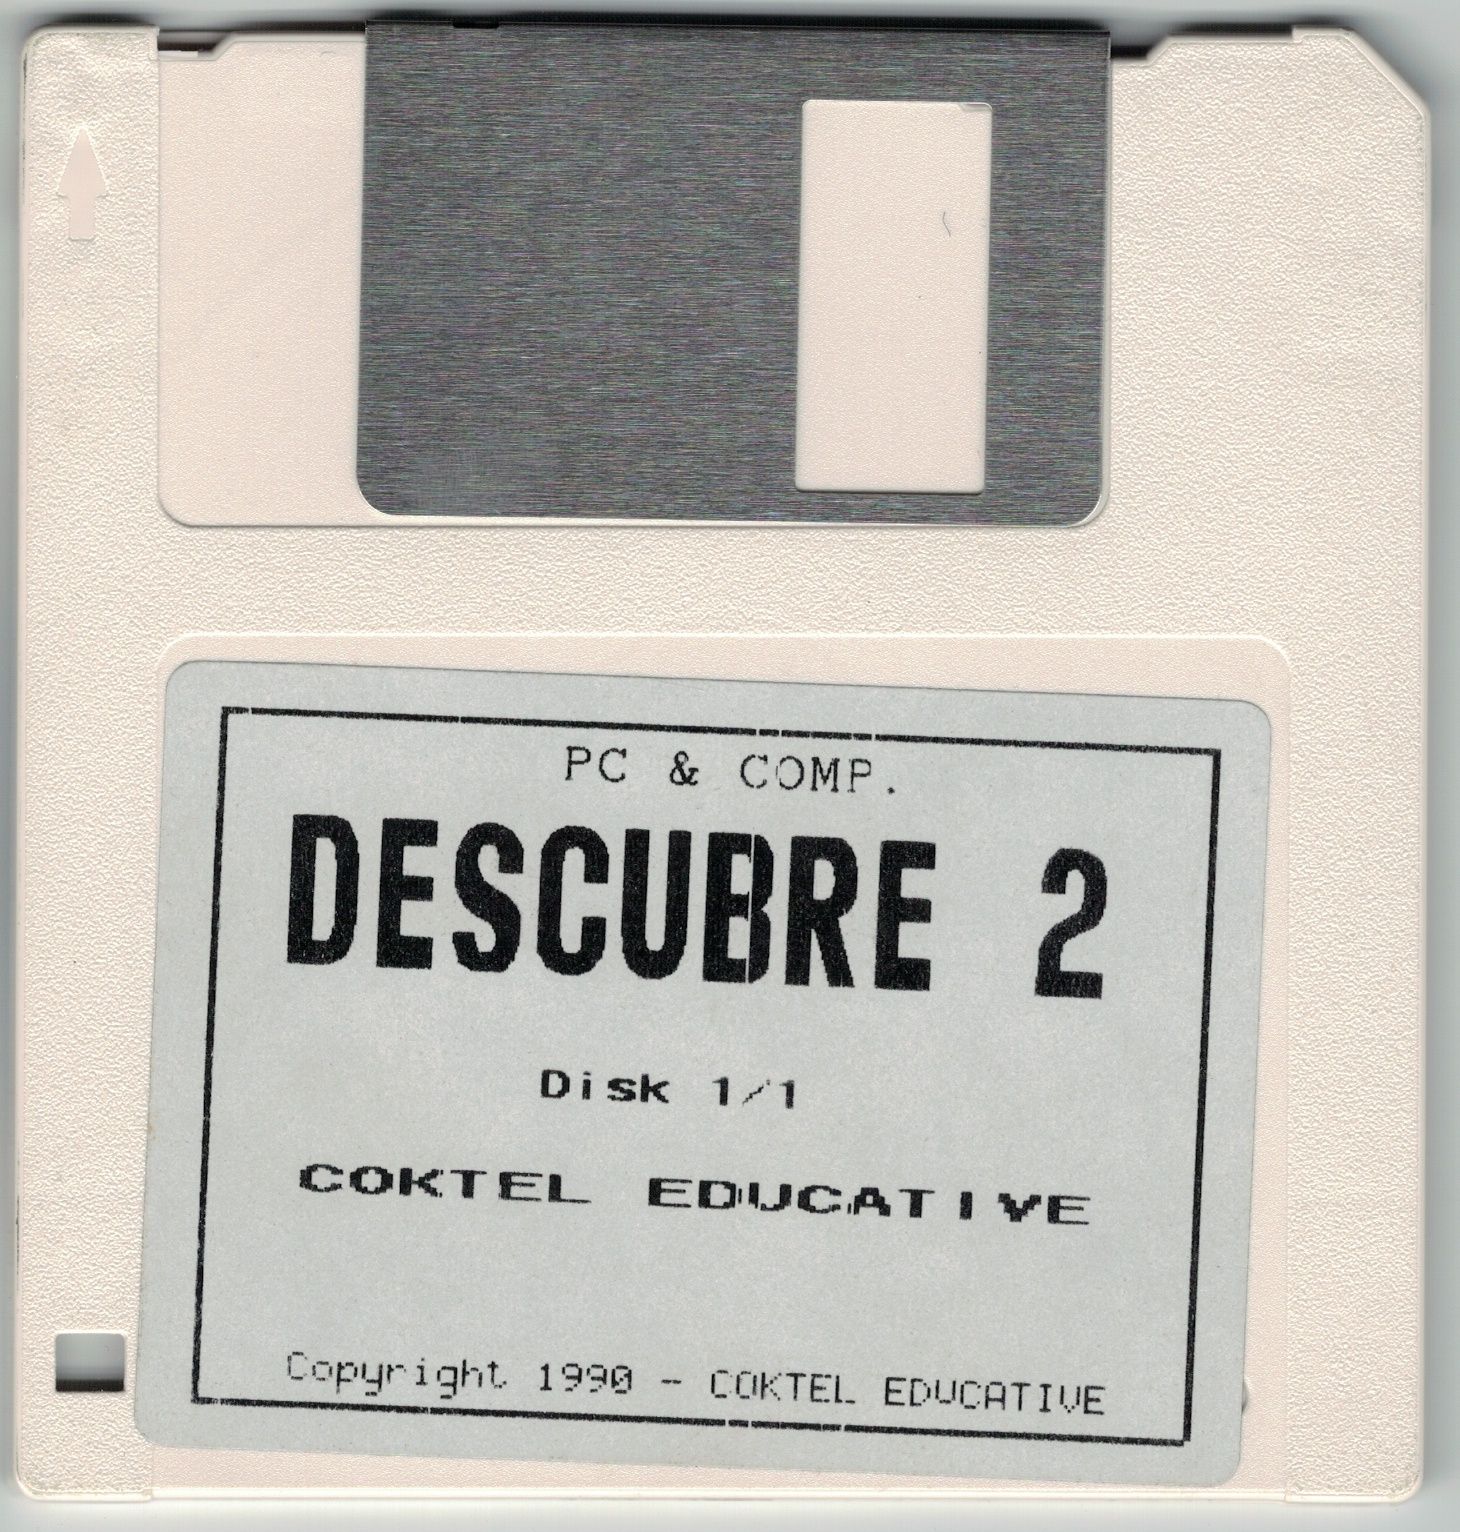 PC & COMP.
DESCUBRE 2
Disk 1/1
COKTEL EDUCATIVE
Copyright 1990 - COKTEL EDUCATIVE